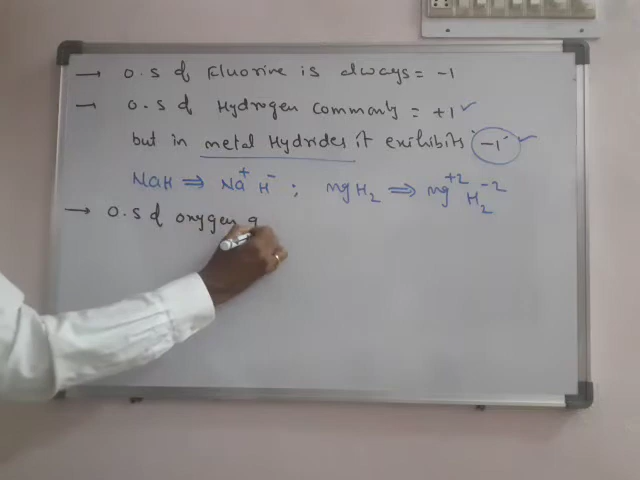 → O.S of Fluorine is always = -1
→ O.S of Hydrogen commonly = +1 ✓
but in metal Hydrides it exihibits '-1' ✓
NaH ⇒ Na⁺ H⁻ ; MgH₂ ⇒ Mg⁺² H₂⁻²
→ O.S of oxygen g